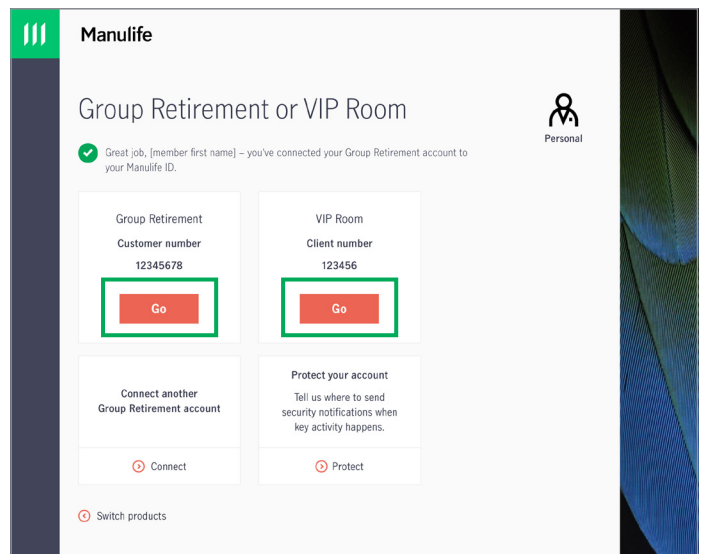 Manulife
Group Retirement or VIP Room
Personal
Great job, [member first name] – you've connected your Group Retirement account to
your Manulife ID.
Group Retirement
Customer number
12345678
Go
VIP Room
Client number
123456
Go
Connect another
Group Retirement account
Connect
Protect your account
Tell us where to send
security notifications when
key activity happens.
Protect
Switch products